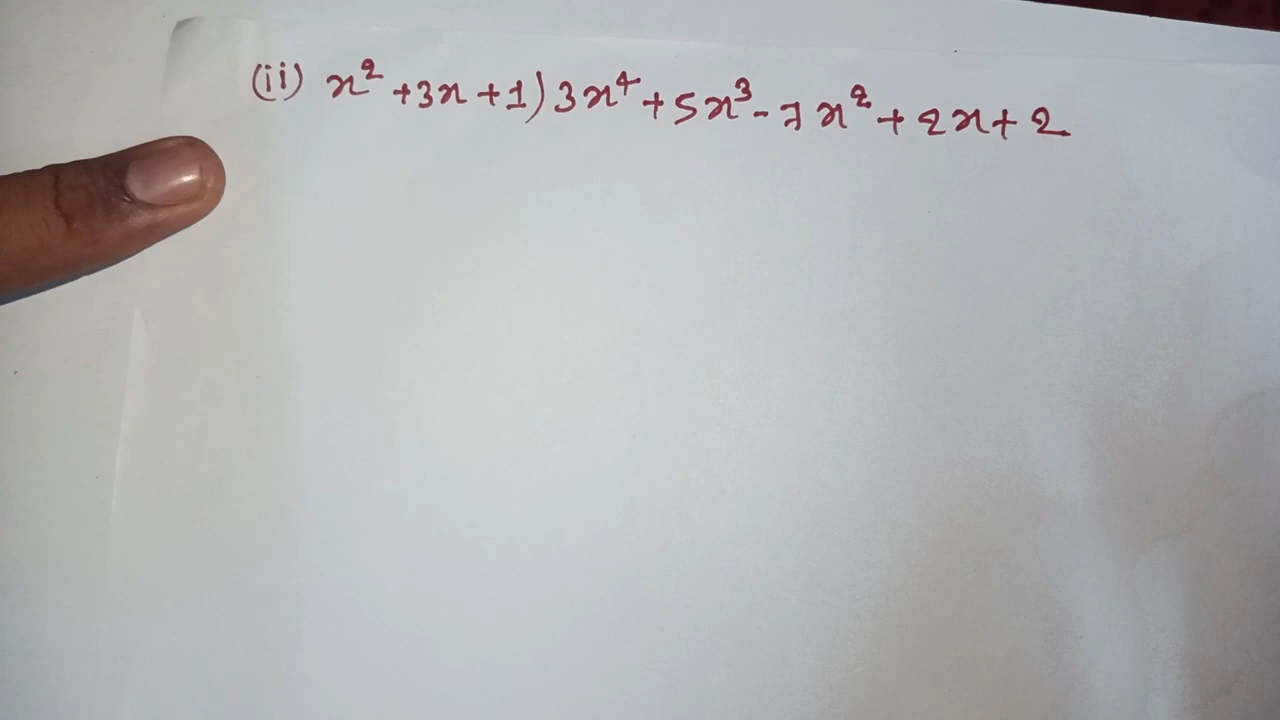 (ii) x² +3x +1)3x⁴ +5x³ -7x² +2x+2